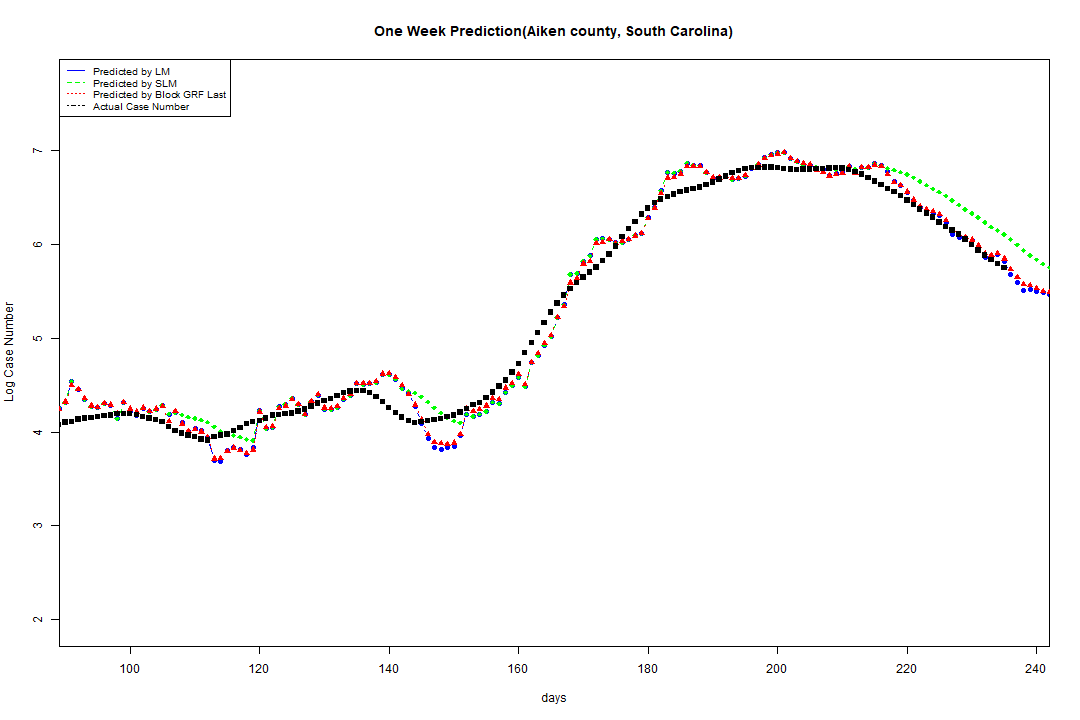 One Week Prediction(Aiken county, South Carolina)
Predicted by LM
Predicted by SLM
Predicted by Block GRF Last
Actual Case Number
7
6
5
4
3
2
Log Case Number
100 120 140 160 180 200 220 240
days